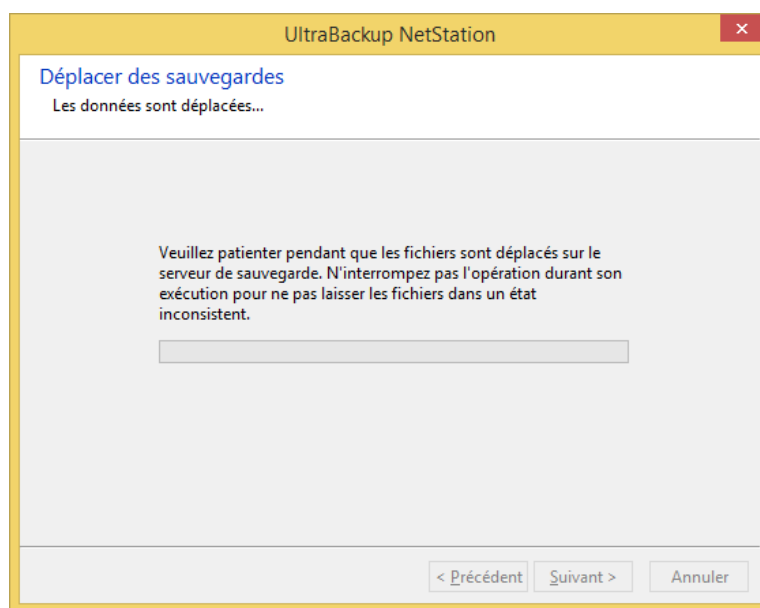 UltraBackup NetStation
Déplacer des sauvegardes
Les données sont déplacées...
Veuillez patienter pendant que les fichiers sont déplacés sur le
serveur de sauvegarde. N'interrompez pas l'opération durant son
exécution pour ne pas laisser les fichiers dans un état
inconsistent.
< Précédent Suivant > Annuler